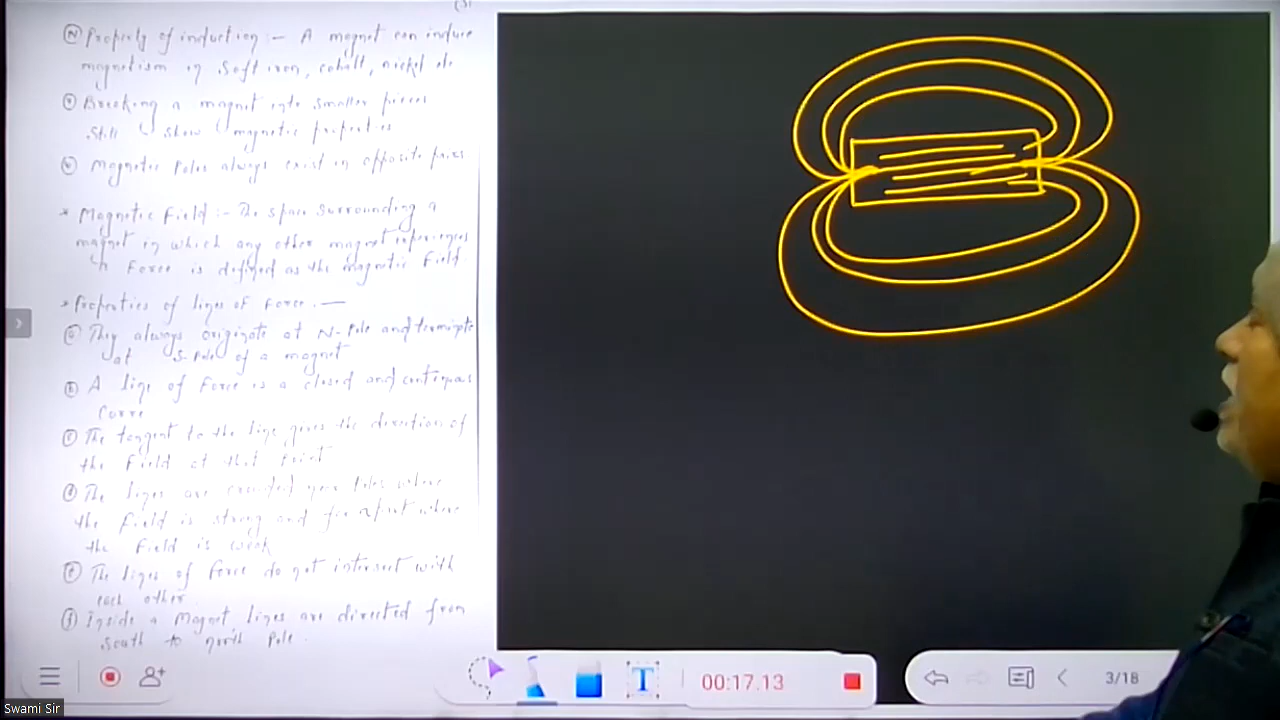 (3)
(N) Property of induction :- A magnet can induce
magnetism in Soft iron, cobalt, nickel etc
Breaking a magnet into smaller pieces
Still show magnetic properties
Magnetic Poles always exist in opposite pairs
* Magnetic Field :- The space surrounding a
magnet in which any other magnet experiences
Force is defined as the magnetic Field.
* Properties of lines of Force. —
(a) They always originate at N-Pole and terminate
at S-Pole of a magnet
(b) A line of Force is a closed and continuous
Curve
(c) The tangent to the line gives the direction of
the Field at that Point
(d) The lines are crowded near Poles where
the Field is strong and far apart where
the Field is weak
(e) The lines of Force do not intersect with
each other.
(f) Inside a Magnet lines are directed from
South to north Pole.
T
00:17.13
3/18
Swami Sir